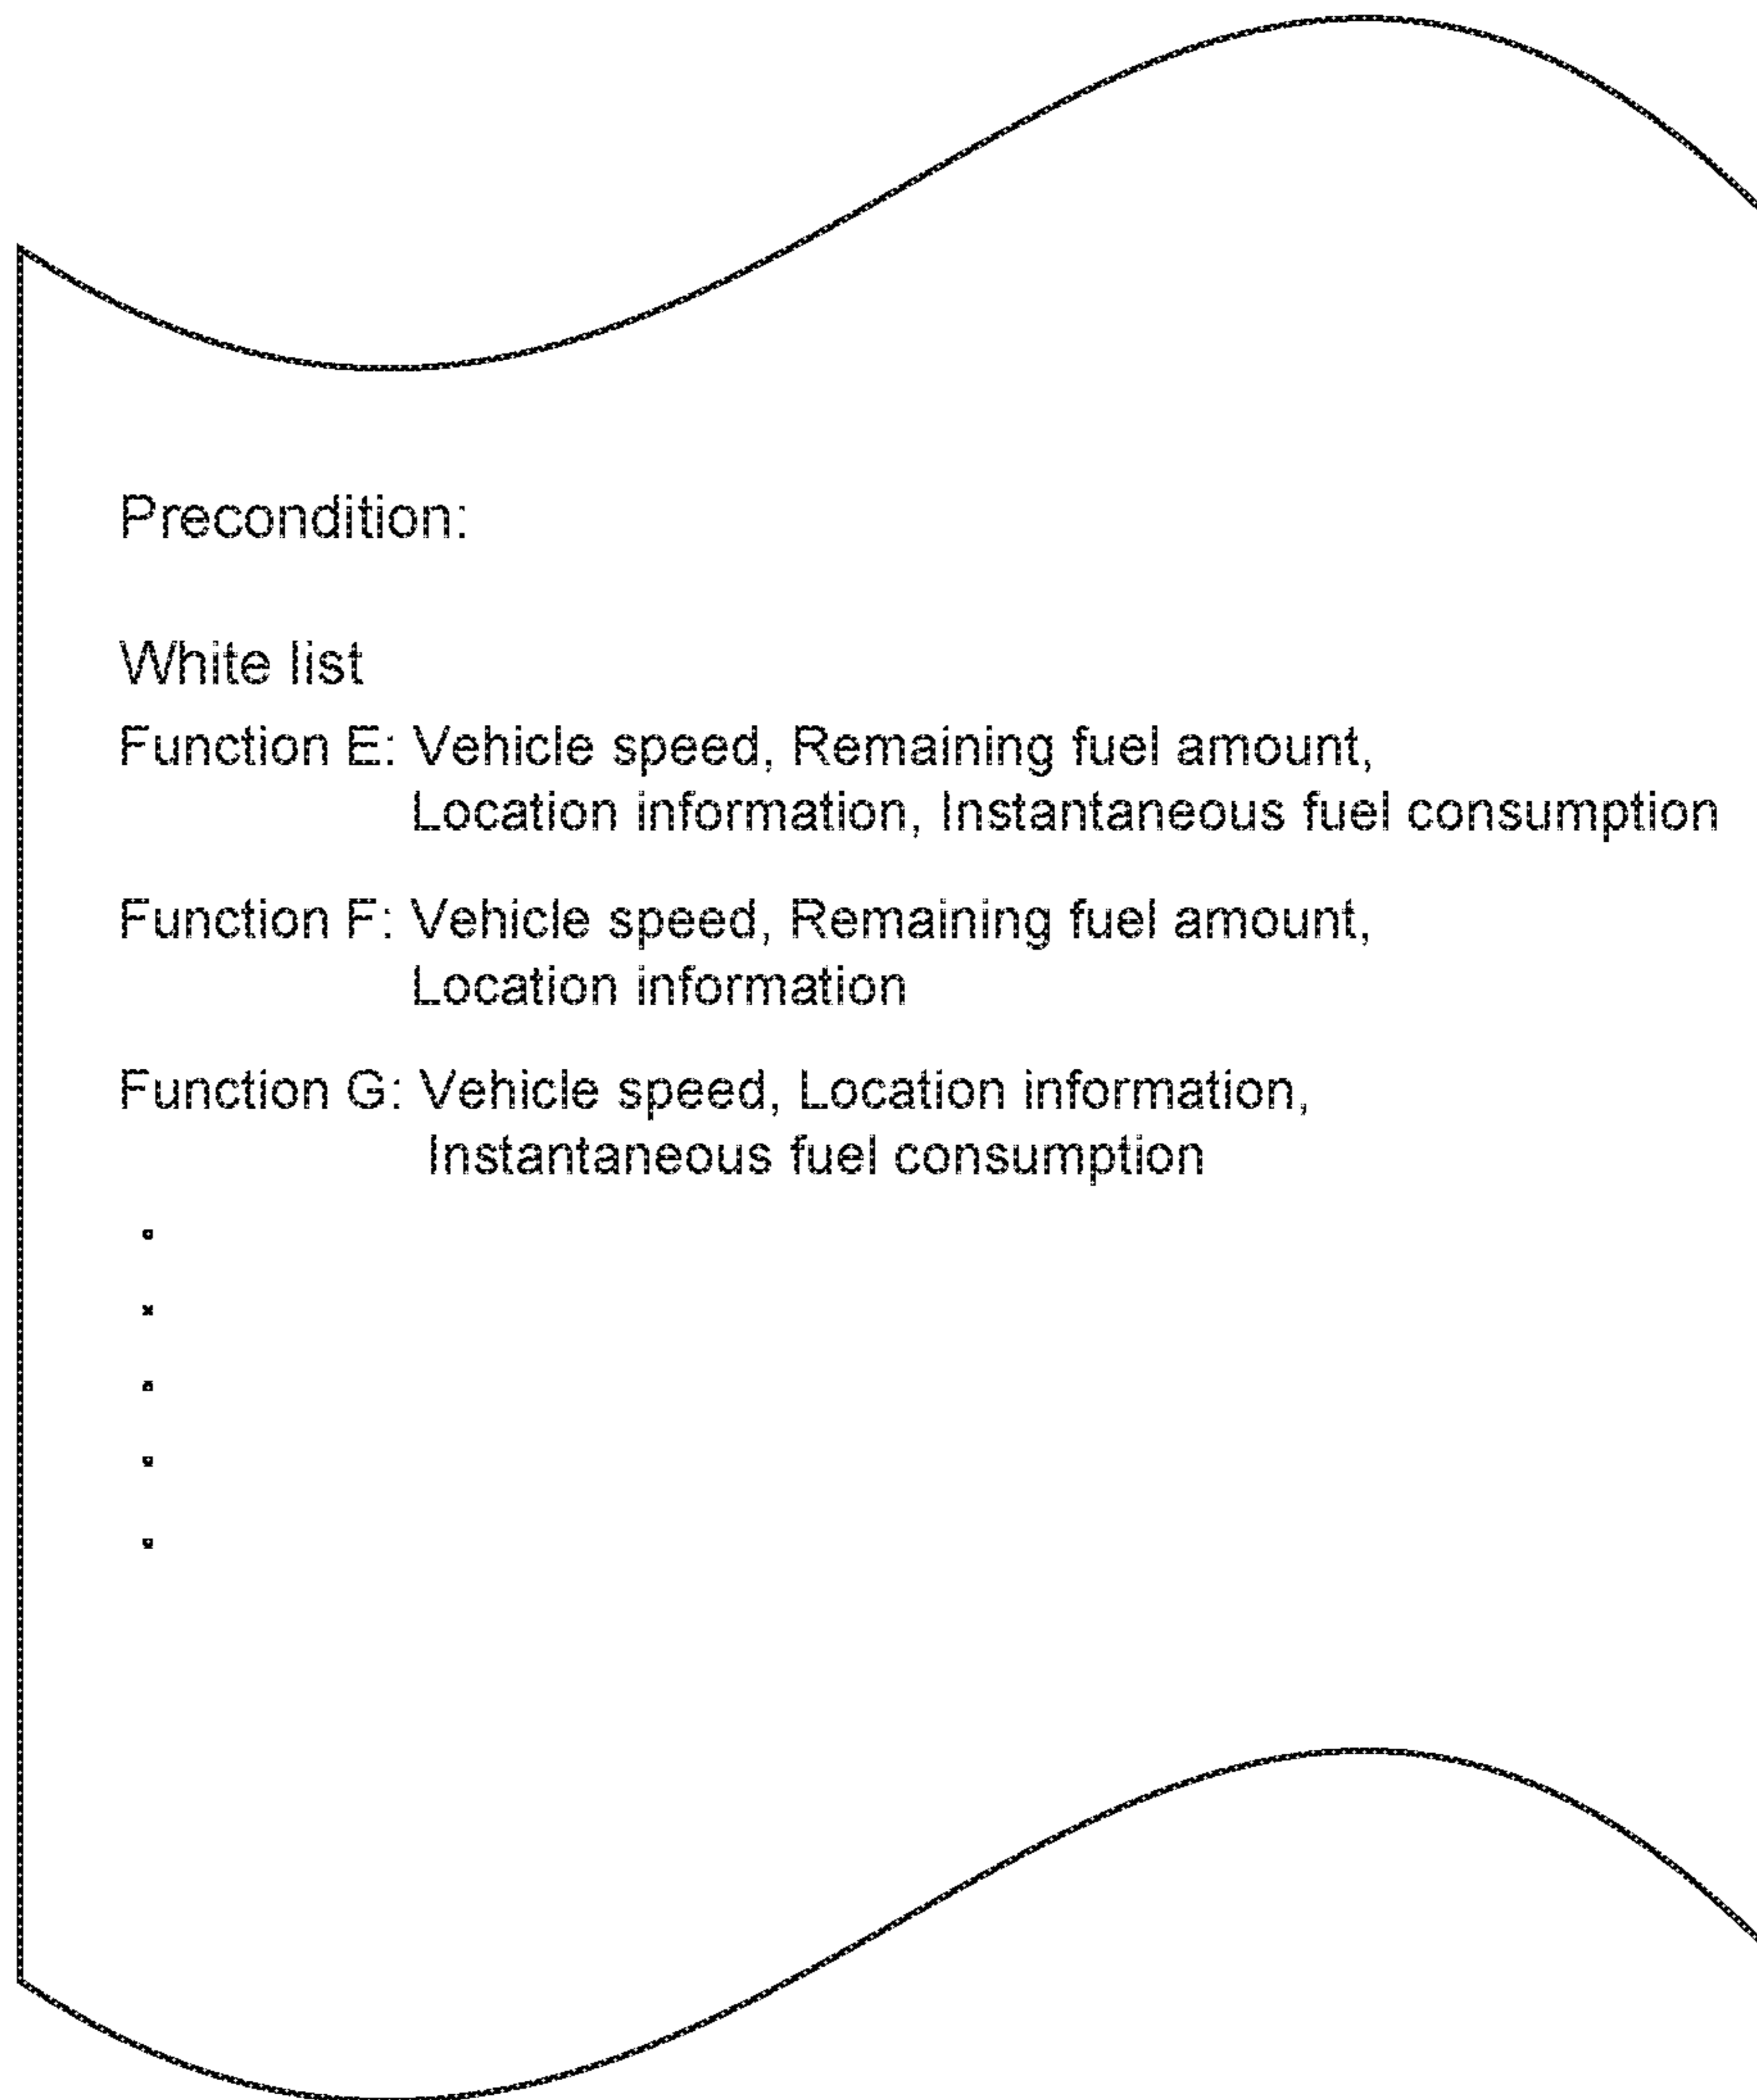 Precondition:
White list
Function E: Vehicle speed, Remaining fuel amount,
Location information, Instantaneous fuel consumption
Function F: Vehicle speed, Remaining fuel amount,
Location information
Function G: Vehicle speed, Location information,
Instantaneous fuel consumption